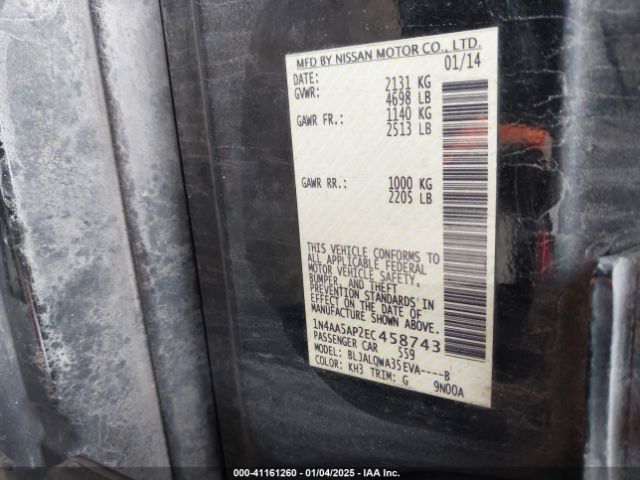 MFD BY NISSAN MOTOR CO., LTD.
DATE: 01/14
GVWR: 2131 KG
4698 LB
GAWR FR.: 1140 KG
2513 LB
GAWR RR.: 1000 KG
2205 LB
THIS VEHICLE CONFORMS TO
ALL APPLICABLE FEDERAL
MOTOR VEHICLE SAFETY,
BUMPER, AND THEFT
PREVENTION STANDARDS IN
EFFECT ON THE DATE OF
MANUFACTURE SHOWN ABOVE.
1N4AA5AP2EC458743
PASSENGER CAR 559
MODEL: BLJALQWA35EVA----B
COLOR: KH3 TRIM: G 9N00A
000-41161260 - 01/04/2025 - IAA Inc.